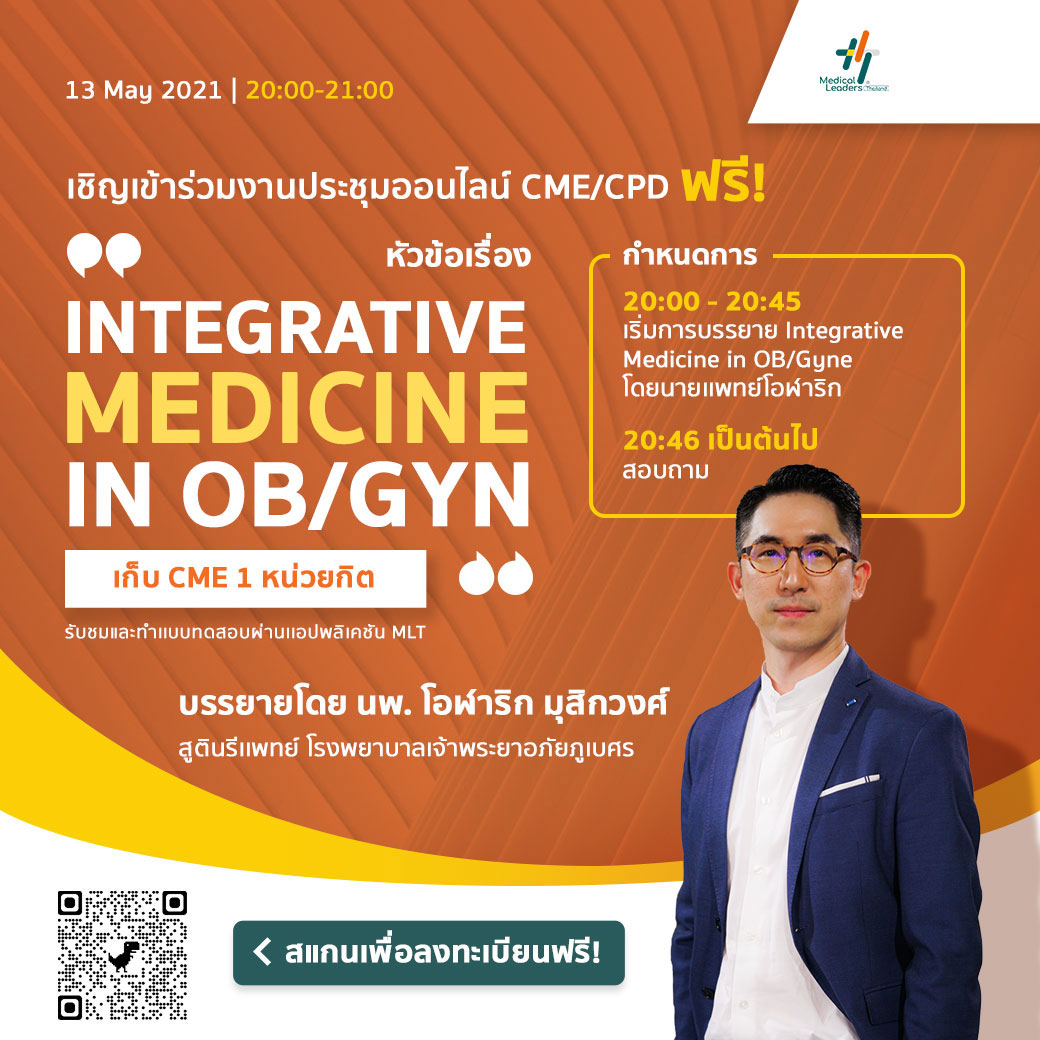 Medical
Leaders in Thailand
13 May 2021 | 20:00-21:00
เชิญเข้าร่วมงานประชุมออนไลน์ CME/CPD ฟรี!
หัวข้อเรื่อง
INTEGRATIVE
MEDICINE
IN OB/GYN
เก็บ CME 1 หน่วยกิต
รับชมและทำแบบทดสอบผ่านแอปพลิเคชัน MLT
กำหนดการ
20:00 - 20:45
เริ่มการบรรยาย Integrative
Medicine in OB/Gyne
โดยนายแพทย์โอฬาริก
20:46 เป็นต้นไป
สอบถาม
บรรยายโดย นพ. โอฬาริก มุสิกวงศ์
สูตินรีแพทย์ โรงพยาบาลเจ้าพระยาอภัยภูเบศร
สแกนเพื่อลงทะเบียนฟรี!